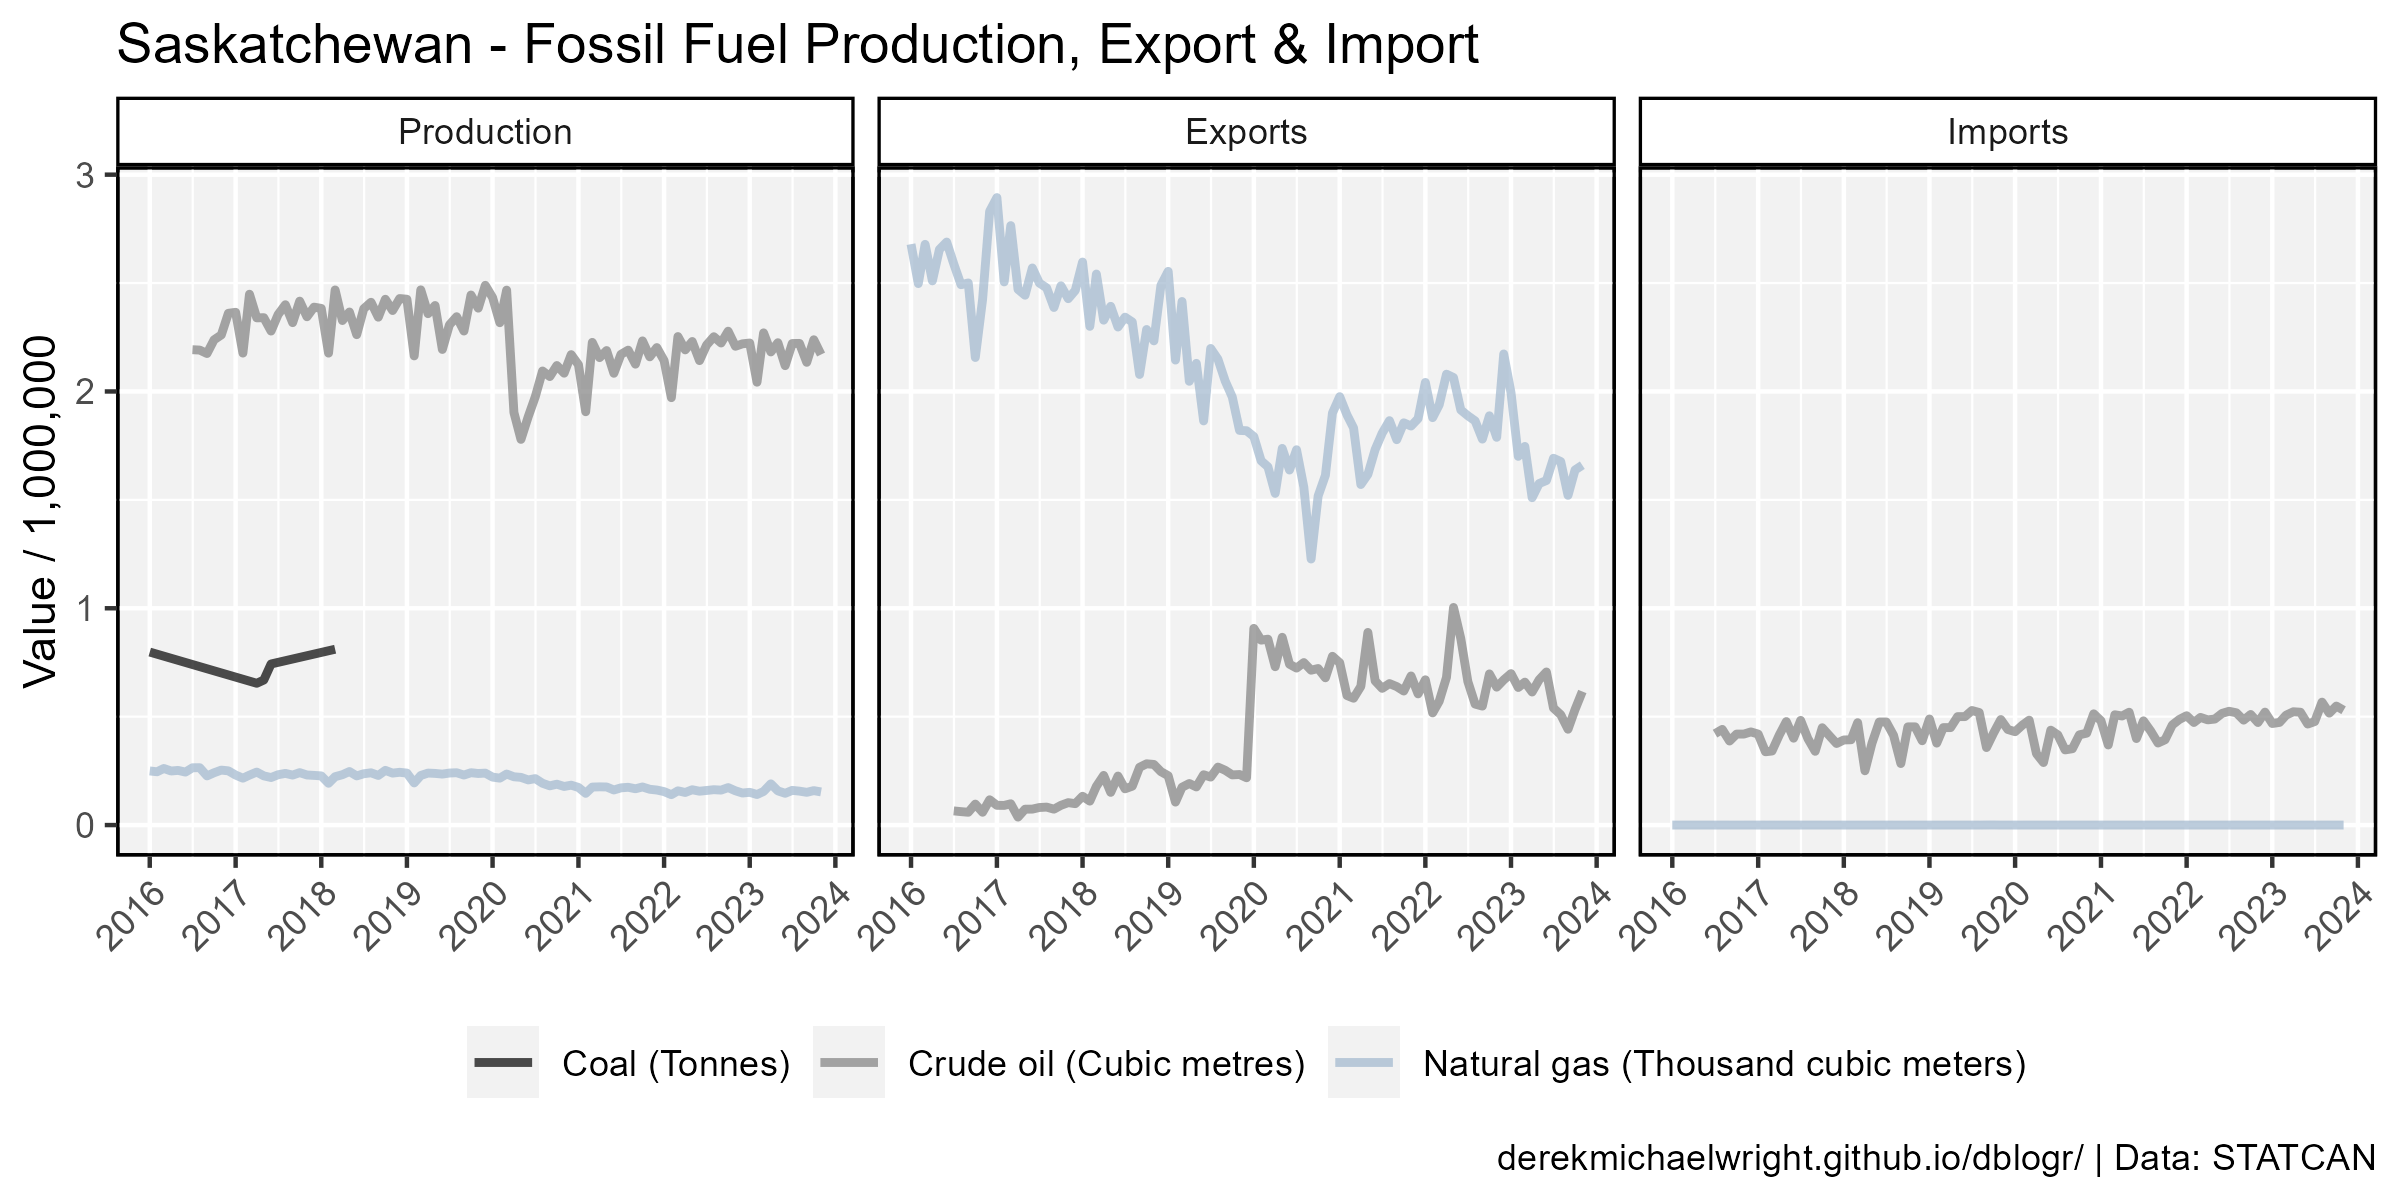 Saskatchewan - Fossil Fuel Production, Export & Import
Production
Exports
Imports
Value / 1,000,000
3
2
1
0
2016 2017 2018 2019 2020 2021 2022 2023 2024
2016 2017 2018 2019 2020 2021 2022 2023 2024
2016 2017 2018 2019 2020 2021 2022 2023 2024
Coal (Tonnes)
Crude oil (Cubic metres)
Natural gas (Thousand cubic meters)
derekmichaelwright.github.io/dblogr/ | Data: STATCAN